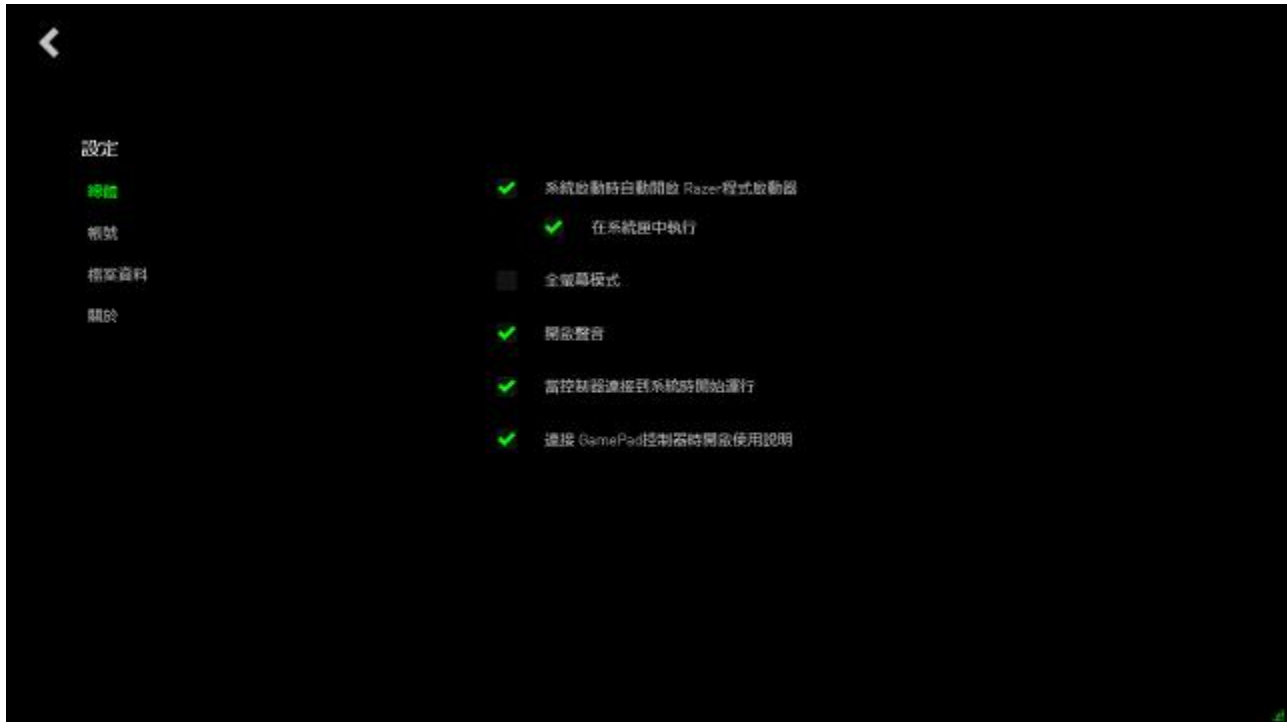 設定
總體
帳號
檔案資料
關於
系統啟動時自動開啟 Razer程式啟動器
在系統匣中執行
全螢幕模式
開啟聲音
當控制器連接到系統時開始運行
連接 GamePad控制器時開啟使用說明